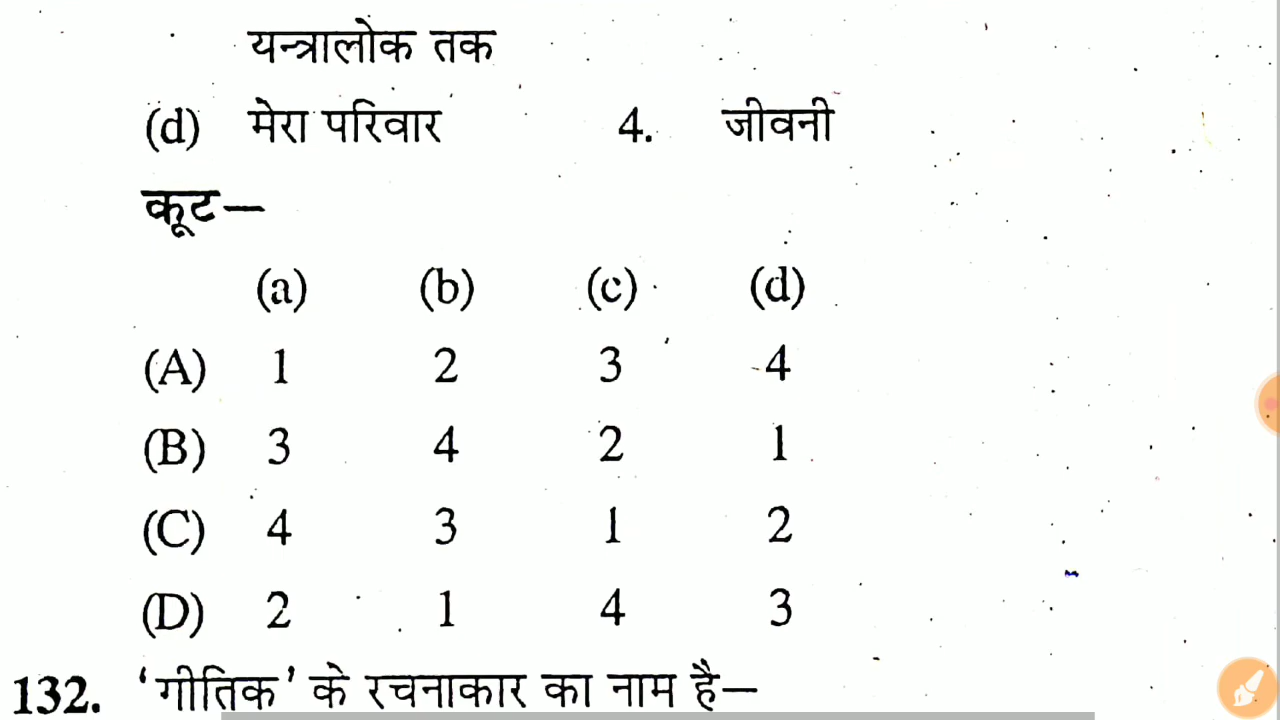 यन्त्रालोक तक
(d) मेरा परिवार 4. जीवनी
कूट—
(a) (b) (c) (d)
(A) 1 2 3 4
(B) 3 4 2 1
(C) 4 3 1 2
(D) 2 1 4 3
132. 'गीतिक' के रचनाकार का नाम है—